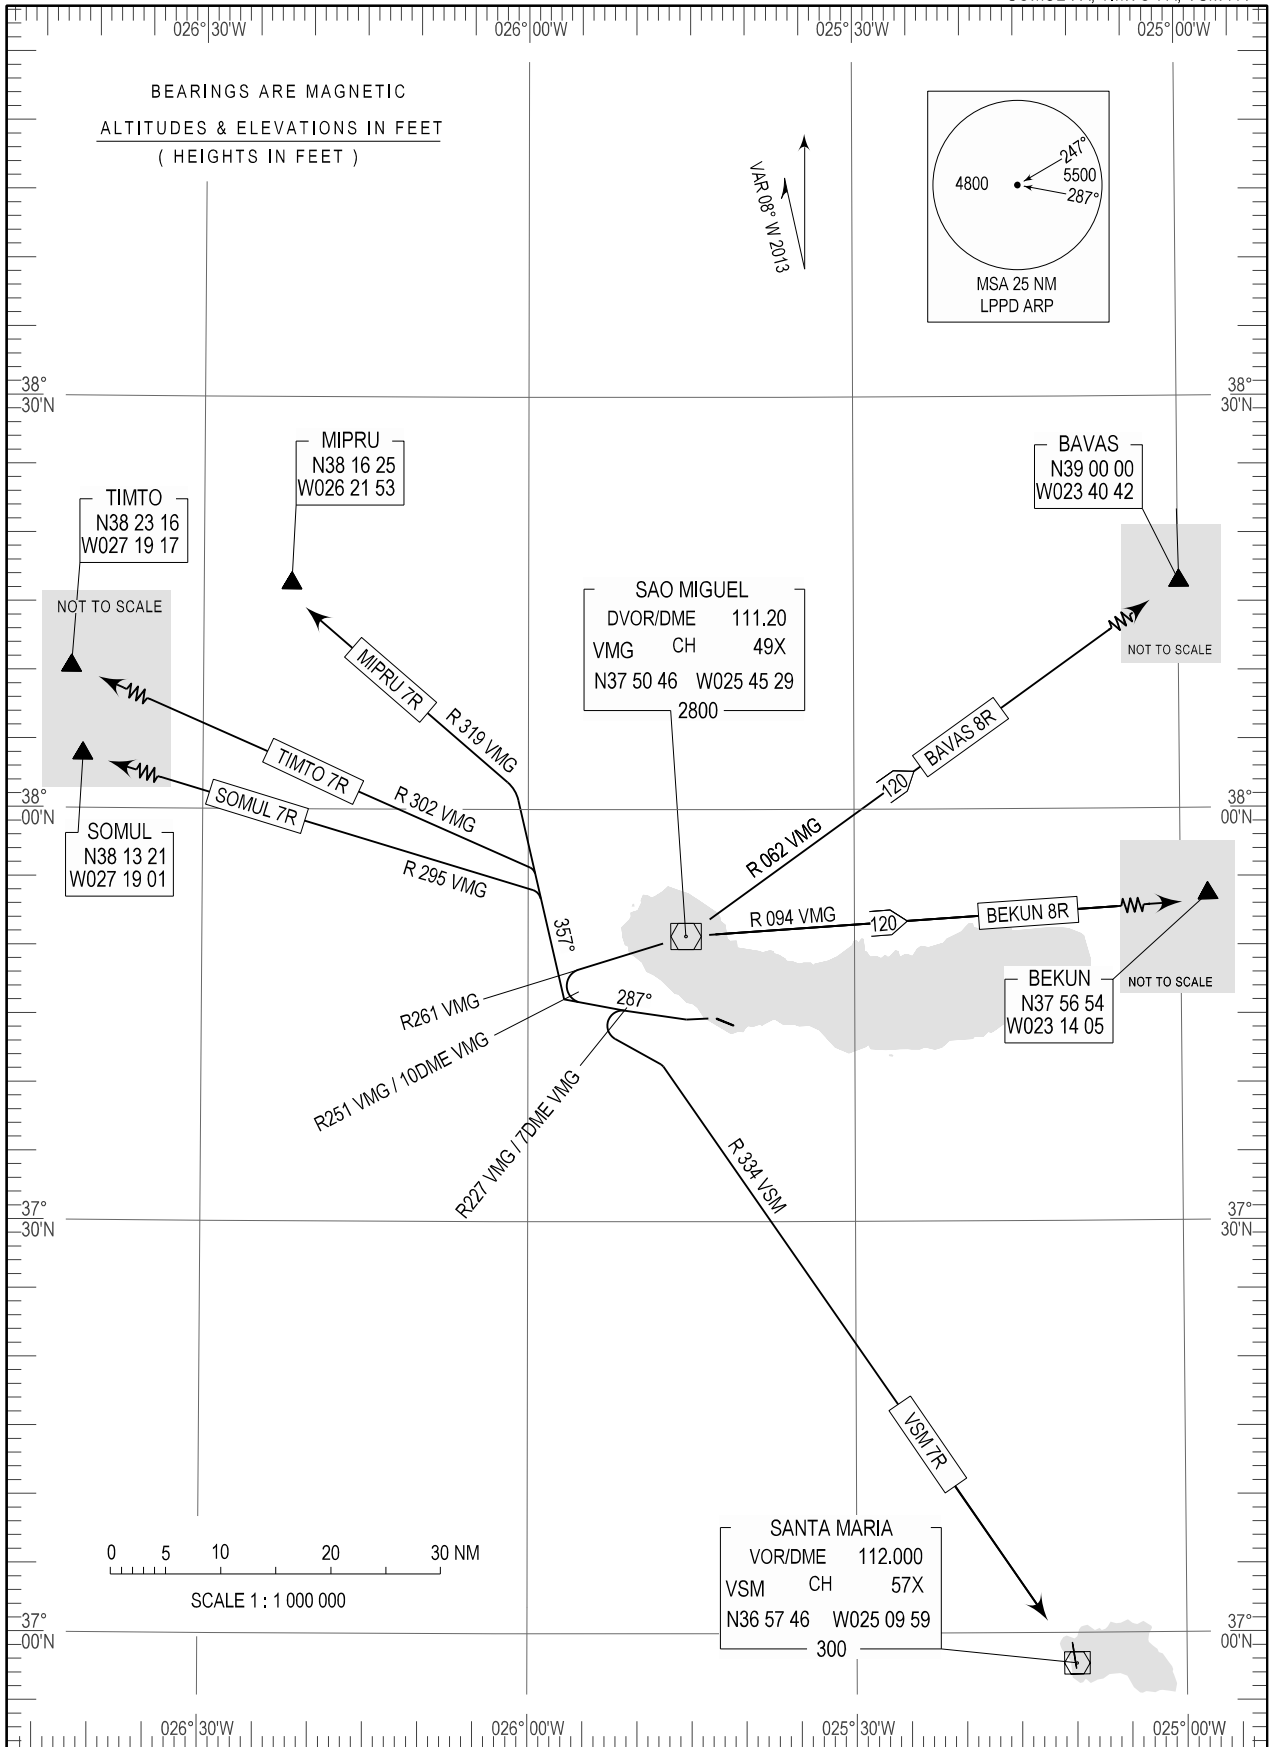 026° 30'W
026° 00'W
025° 30'W
025° 00'W
BEARINGS ARE MAGNETIC
ALTITUDES & ELEVATIONS IN FEET
( HEIGHTS IN FEET )
VAR 08° W 2013
247°
4800
5500
287°
MSA 25 NM
LPPD ARP
38°
30'N
38°
30'N
MIPRU
N38 16 25
W026 21 53
BAVAS
N39 00 00
W023 40 42
TIMTO
N38 23 16
W027 19 17
NOT TO SCALE
SAO MIGUEL
DVOR/DME 111.20
VMG CH 49X
N37 50 46 W025 45 29
2800
NOT TO SCALE
MIPRU 7R
R 319 VMG
BAVAS 8R
TIMTO 7R
R 302 VMG
120
SOMUL 7R
38°
00'N
38°
00'N
SOMUL
N38 13 21
W027 19 01
R 295 VMG
R 062 VMG
357°
R 094 VMG
120
BEKUN 8R
R261 VMG
287°
BEKUN
N37 56 54
W023 14 05
NOT TO SCALE
R251 VMG / 10DME VMG
R227 VMG / 7DME VMG
R 334 VSM
37°
30'N
37°
30'N
VSM 7R
0 5 10 20 30 NM
SCALE 1 : 1 000 000
SANTA MARIA
VOR/DME 112.000
VSM CH 57X
N36 57 46 W025 09 59
300
37°
00'N
37°
00'N
026° 30'W
026° 00'W
025° 30'W
025° 00'W